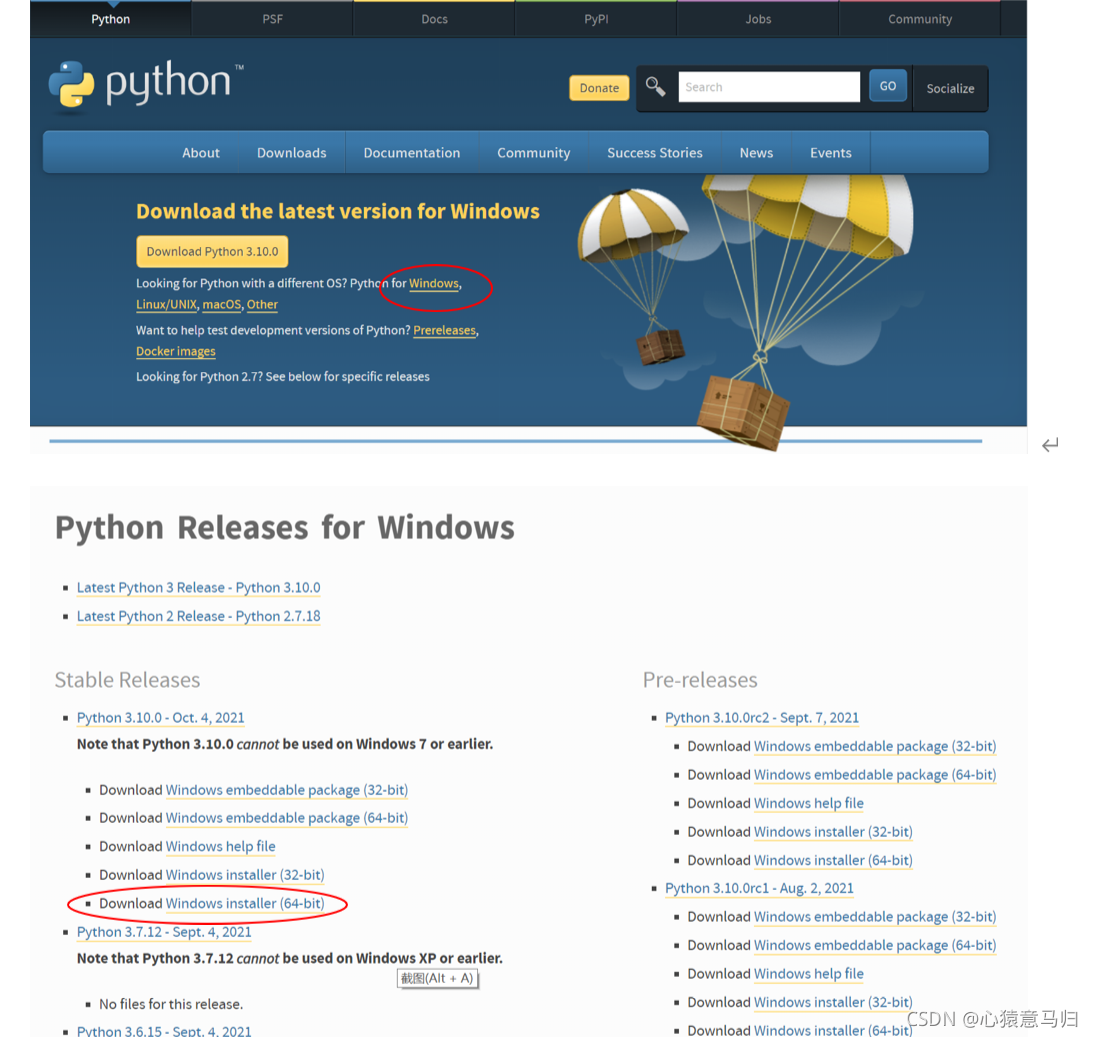 Python PSF Docs PyPI Jobs Community
python™
Donate Search GO Socialize
About Downloads Documentation Community Success Stories News Events
Download the latest version for Windows
Download Python 3.10.0
Looking for Python with a different OS? Python for Windows,
Linux/UNIX, macOS, Other
Want to help test development versions of Python? Prereleases,
Docker images
Looking for Python 2.7? See below for specific releases
Python Releases for Windows
Latest Python 3 Release - Python 3.10.0
Latest Python 2 Release - Python 2.7.18
Stable Releases
Python 3.10.0 - Oct. 4, 2021
Note that Python 3.10.0 cannot be used on Windows 7 or earlier.
Download Windows embeddable package (32-bit)
Download Windows embeddable package (64-bit)
Download Windows help file
Download Windows installer (32-bit)
Download Windows installer (64-bit)
Python 3.7.12 - Sept. 4, 2021
Note that Python 3.7.12 cannot be used on Windows XP or earlier.
截图(Alt + A)
No files for this release.
Python 3.6.15 - Sept. 4, 2021
Pre-releases
Python 3.10.0rc2 - Sept. 7, 2021
Download Windows embeddable package (32-bit)
Download Windows embeddable package (64-bit)
Download Windows help file
Download Windows installer (32-bit)
Download Windows installer (64-bit)
Python 3.10.0rc1 - Aug. 2, 2021
Download Windows embeddable package (32-bit)
Download Windows embeddable package (64-bit)
Download Windows help file
Download Windows installer (32-bit)
Download Windows installer (64-bit)
CSDN @心猿意马归